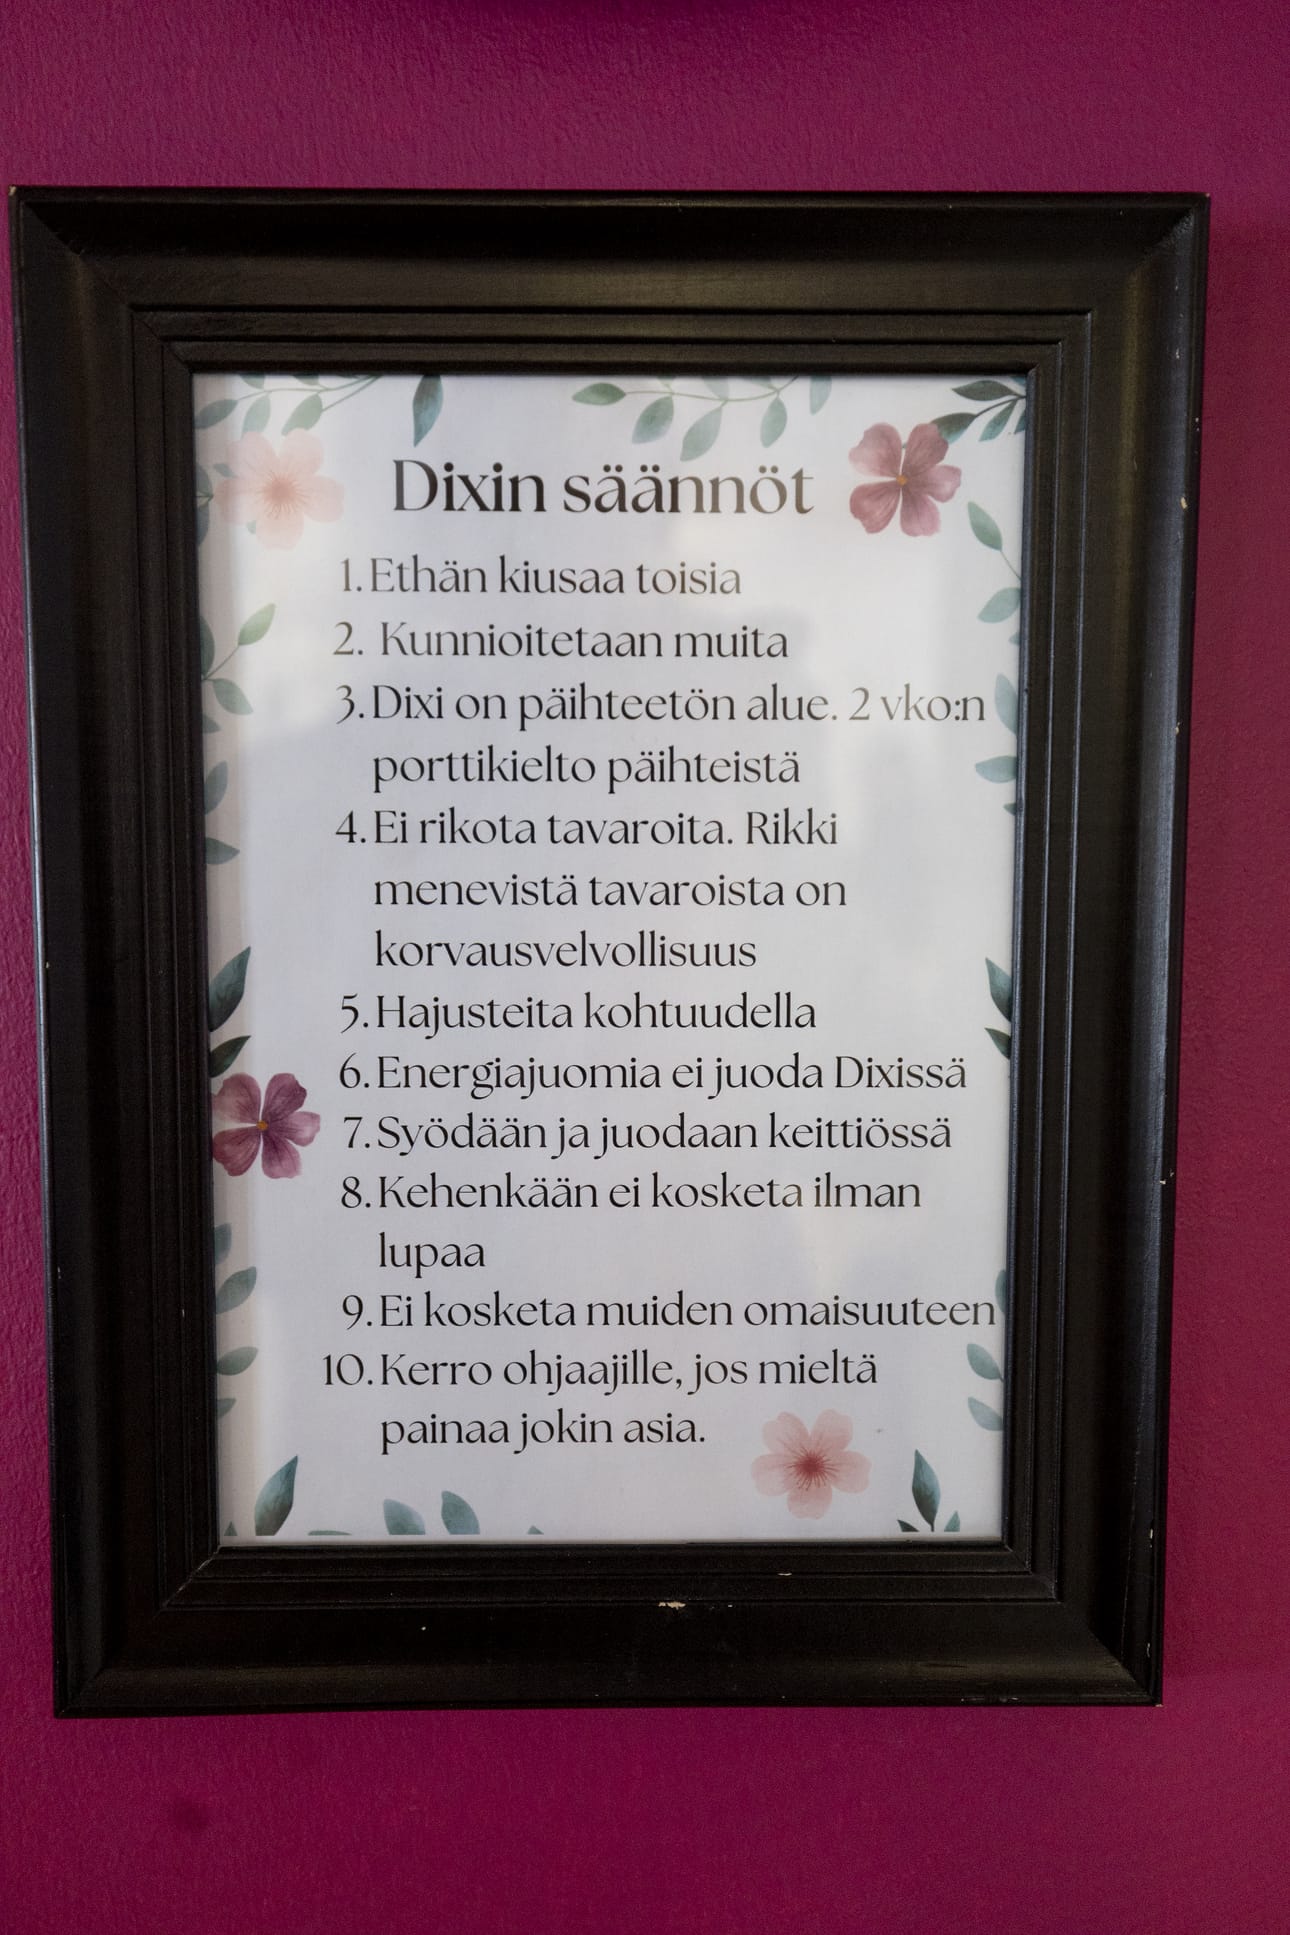 Dixin säännöt
1. Ethän kiusaa toisia
2. Kunnioitetaan muita
3. Dixi on päihteetön alue. 2 vko:n
porttikielto päihteistä
4. Ei rikota tavaroita. Rikki
menevistä tavaroista on
korvausvelvollisuus
5. Hajusteita kohtuudella
6. Energiajuomia ei juoda Dixissä
7. Syödään ja juodaan keittiössä
8. Kehenkään ei kosketa ilman
lupaa
9. Ei kosketa muiden omaisuuteen
10. Kerro ohjaajille, jos mieltä
painaa jokin asia.